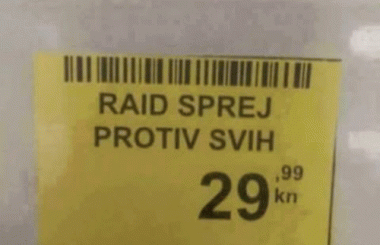 RAID SPREJ
PROTIV SVIH
29,99
kn